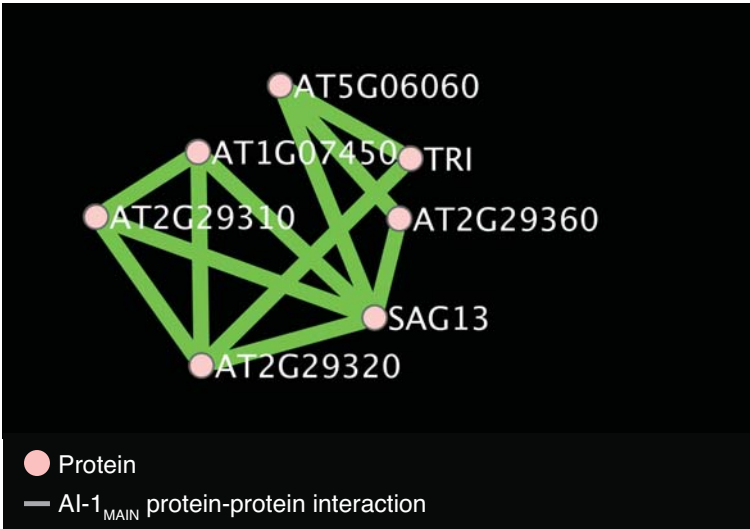 AT5G06060
AT1G07450
TRI
AT2G29310
AT2G29360
SAG13
AT2G29320
Protein
AI-1MAIN protein-protein interaction